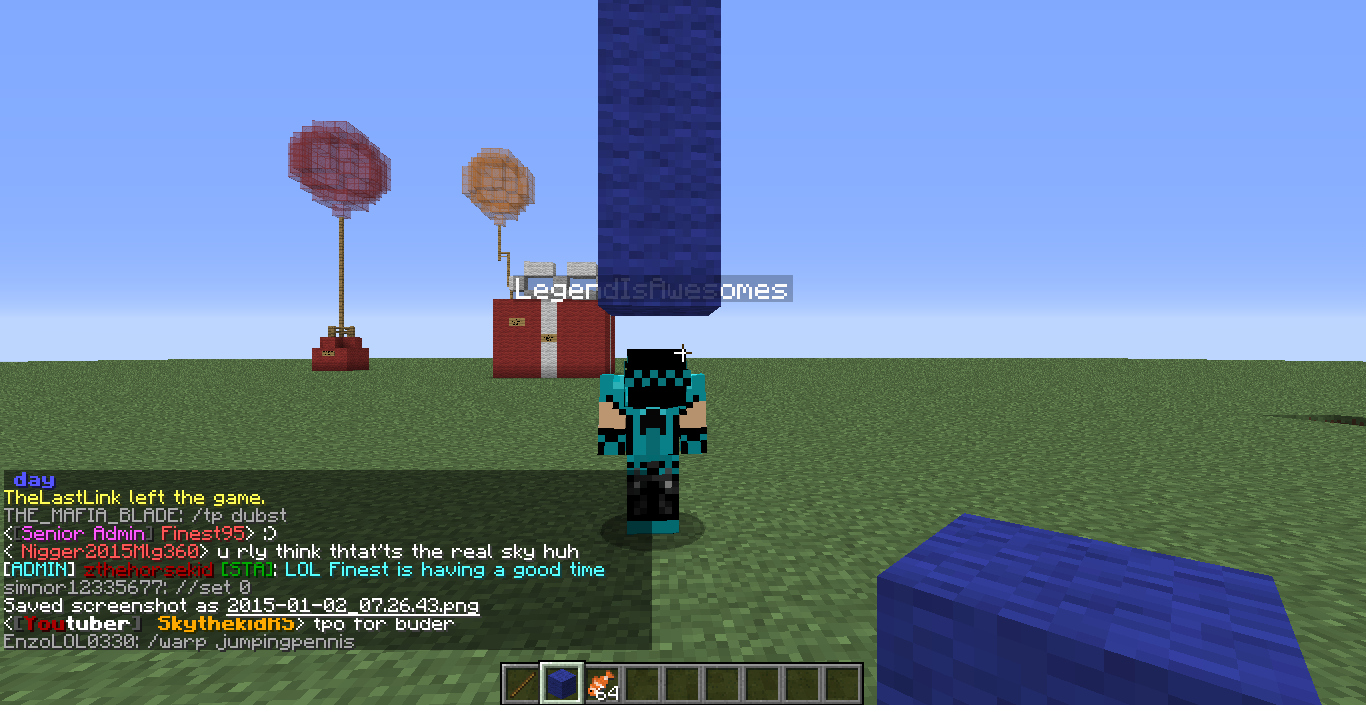 LegendIsAwesomes
day
TheLastLink left the game.
THE_MAFIA_BLADE: /tp dubst
<[Senior Admin] Finest95> :)
< Nigger2015Mlg360> u rly think thtat'ts the real sky huh
[ADMIN] zthehorsekid [STA]: LOL Finest is having a good time
simnor12335677: //set 0
Saved screenshot as 2015-01-02_07.26.43.png
<[Youtuber] SkythekidRS> tpo for buder
EnzoLOL0330: /warp jumpingpennis
64